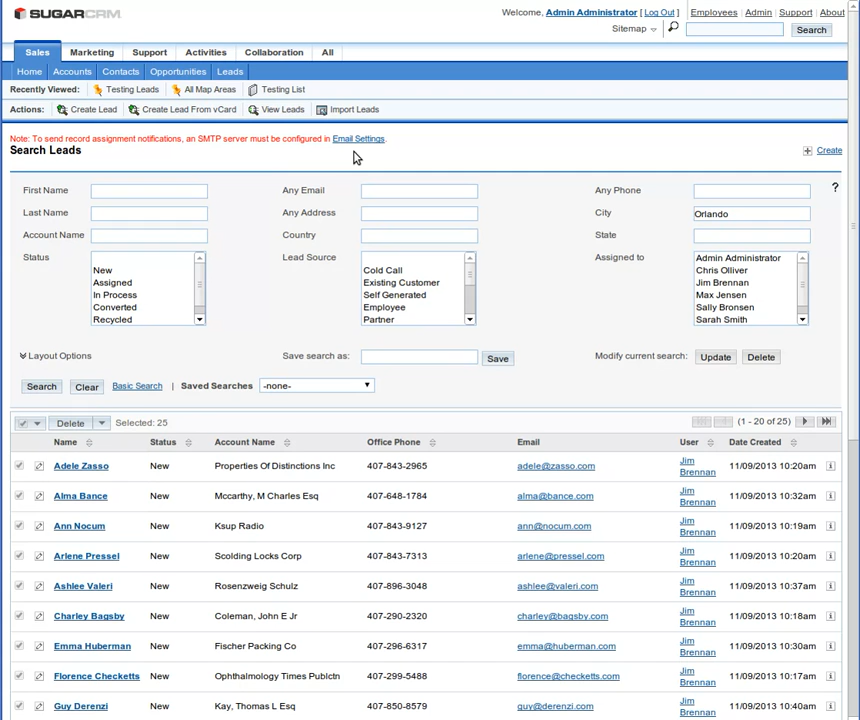 SUGARCRM
Welcome, Admin Administrator [ Log Out ] Employees | Admin | Support | About
Sitemap Search
Sales Marketing Support Activities Collaboration All
Home Accounts Contacts Opportunities Leads
Recently Viewed: Testing Leads All Map Areas Testing List
Actions: Create Lead Create Lead From vCard View Leads Import Leads
Note: To send record assignment notifications, an SMTP server must be configured in Email Settings.
Search Leads Create
First Name Any Email Any Phone ?
Last Name Any Address City Orlando
Account Name Country State
Status Lead Source Assigned to Admin Administrator
New Cold Call Chris Olliver
Assigned Existing Customer Jim Brennan
In Process Self Generated Max Jensen
Converted Employee Sally Bronsen
Recycled Partner Sarah Smith
Layout Options Save search as: Save Modify current search: Update Delete
Search Clear Basic Search | Saved Searches -none-
Delete Selected: 25 (1 - 20 of 25)
Name Status Account Name Office Phone Email User Date Created
Adele Zasso New Properties Of Distinctions Inc 407-843-2965 adele@zasso.com Jim Brennan 11/09/2013 10:20am
Alma Bance New Mccarthy, M Charles Esq 407-648-1784 alma@bance.com Jim Brennan 11/09/2013 10:32am
Ann Nocum New Ksup Radio 407-843-9127 ann@nocum.com Jim Brennan 11/09/2013 10:19am
Arlene Pressel New Scolding Locks Corp 407-843-7313 arlene@pressel.com Jim Brennan 11/09/2013 10:20am
Ashlee Valeri New Rosenzweig Schulz 407-896-3048 ashlee@valeri.com Jim Brennan 11/09/2013 10:37am
Charley Bagsby New Coleman, John E Jr 407-290-2320 charley@bagsby.com Jim Brennan 11/09/2013 10:18am
Emma Huberman New Fischer Packing Co 407-296-6317 emma@huberman.com Jim Brennan 11/09/2013 10:30am
Florence Checketts New Ophthalmology Times Publctn 407-299-5488 florence@checketts.com Jim Brennan 11/09/2013 10:17am
Guy Derenzi New Kay, Thomas L Esq 407-850-8579 guy@derenzi.com Jim Brennan 11/09/2013 10:40am